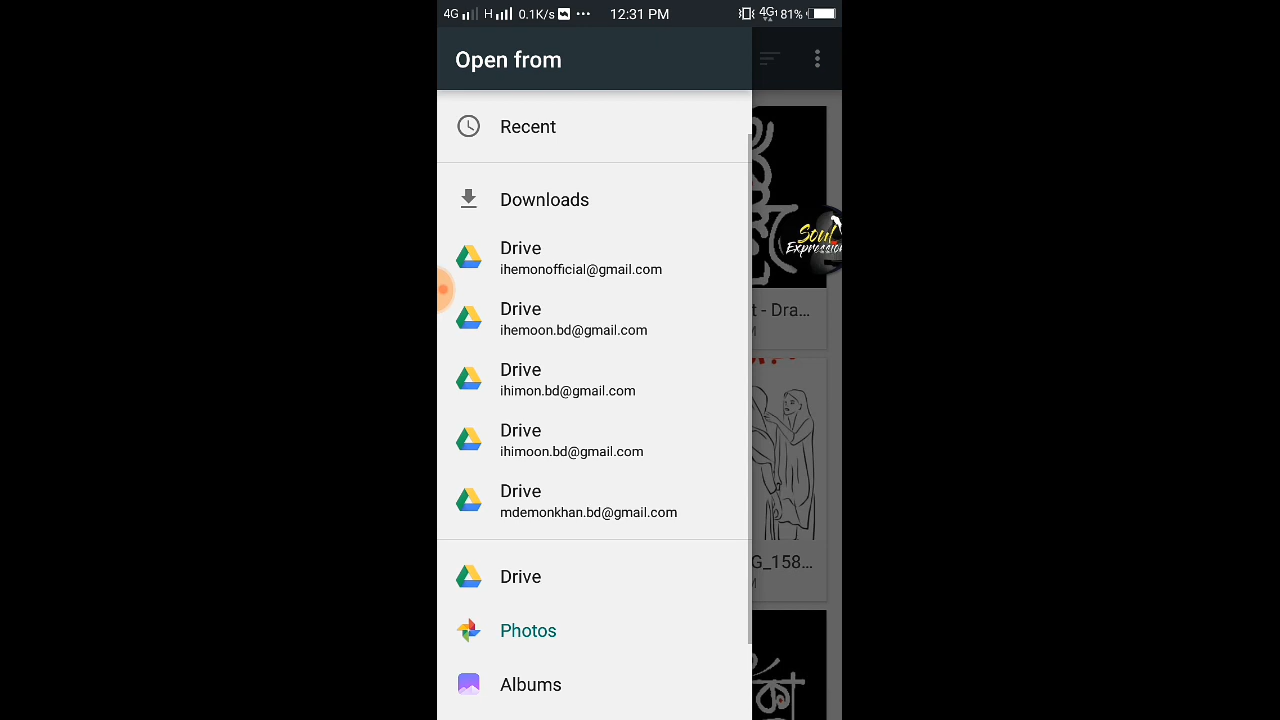 4G H 0.1K/s ••• 12:31 PM 4G 81%
Open from
Recent
Downloads
Drive
ihemonofficial@gmail.com
Drive
ihemoon.bd@gmail.com
Drive
ihimon.bd@gmail.com
Drive
ihimoon.bd@gmail.com
Drive
mdemonkhan.bd@gmail.com
Drive
Photos
Albums
Soul
Expression
t - Dra...
M
G_158...
M